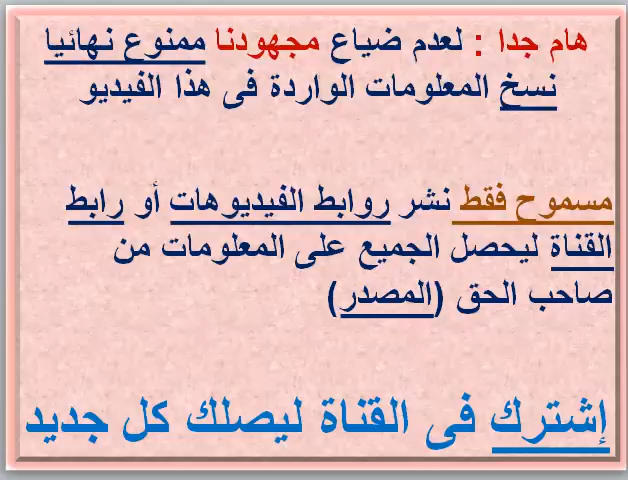 هام جدا : لعدم ضياع مجهودنا ممنوع نهائيا
نسخ المعلومات الواردة فى هذا الفيديو
مسموح فقط نشر روابط الفيديوهات أو رابط
القناة ليحصل الجميع على المعلومات من
صاحب الحق (المصدر)
إشترك فى القناة ليصلك كل جديد